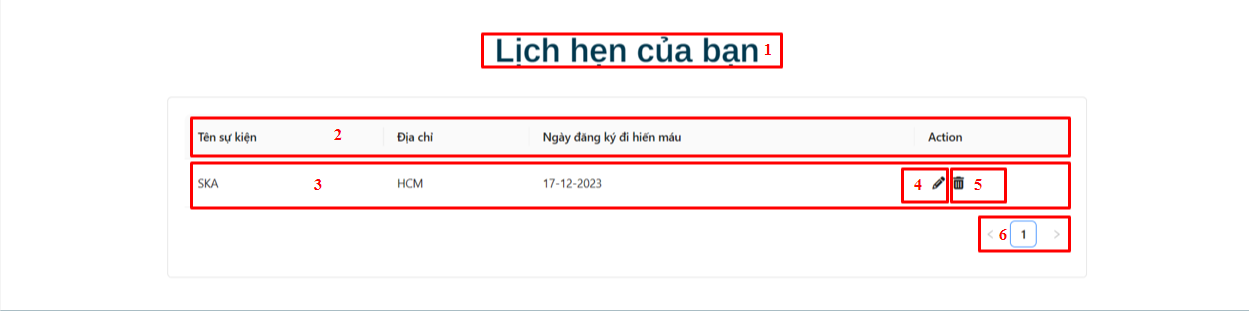 Lịch hẹn của bạn 1
Tên sự kiện 2 Địa chỉ Ngày đăng ký đi hiến máu Action
SKA 3 HCM 17-12-2023 4 5
< 6 1 >